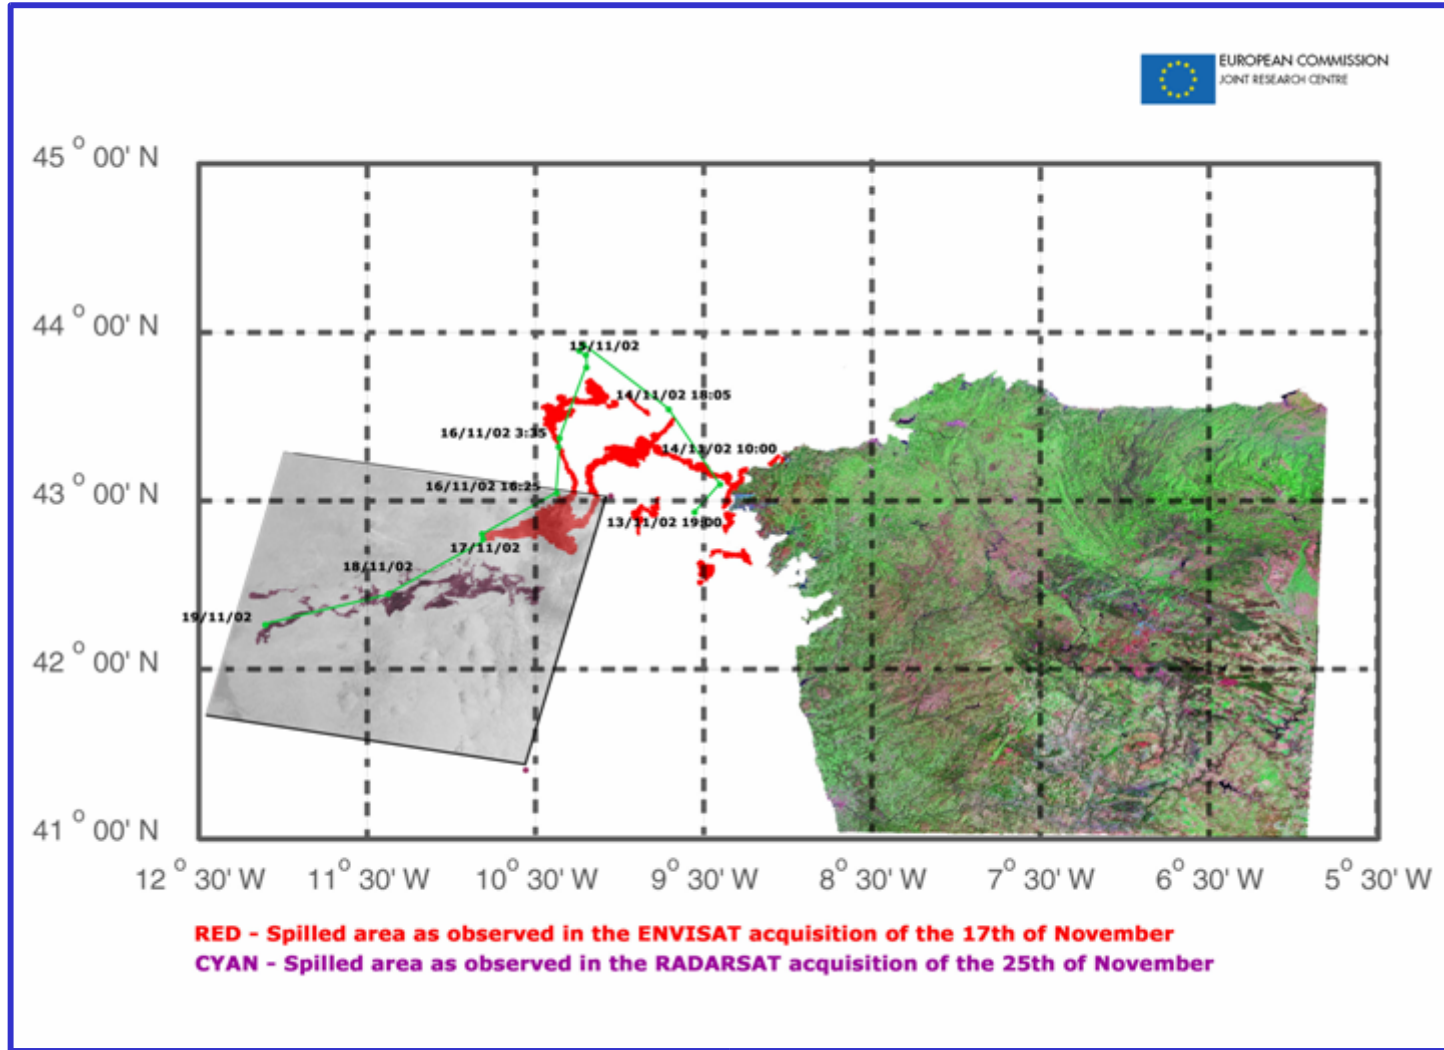 EUROPEAN COMMISSION
JOINT RESEARCH CENTRE
45° 00' N
44° 00' N
15/11/02
14/11/02 18:05
16/11/02 3:35
14/11/02 10:00
43° 00' N
16/11/02 16:25
13/11/02 19:00
17/11/02
18/11/02
19/11/02
42° 00' N
41° 00' N
12° 30' W 11° 30' W 10° 30' W 9° 30' W 8° 30' W 7° 30' W 6° 30' W 5° 30' W
RED - Spilled area as observed in the ENVISAT acquisition of the 17th of November
CYAN - Spilled area as observed in the RADARSAT acquisition of the 25th of November